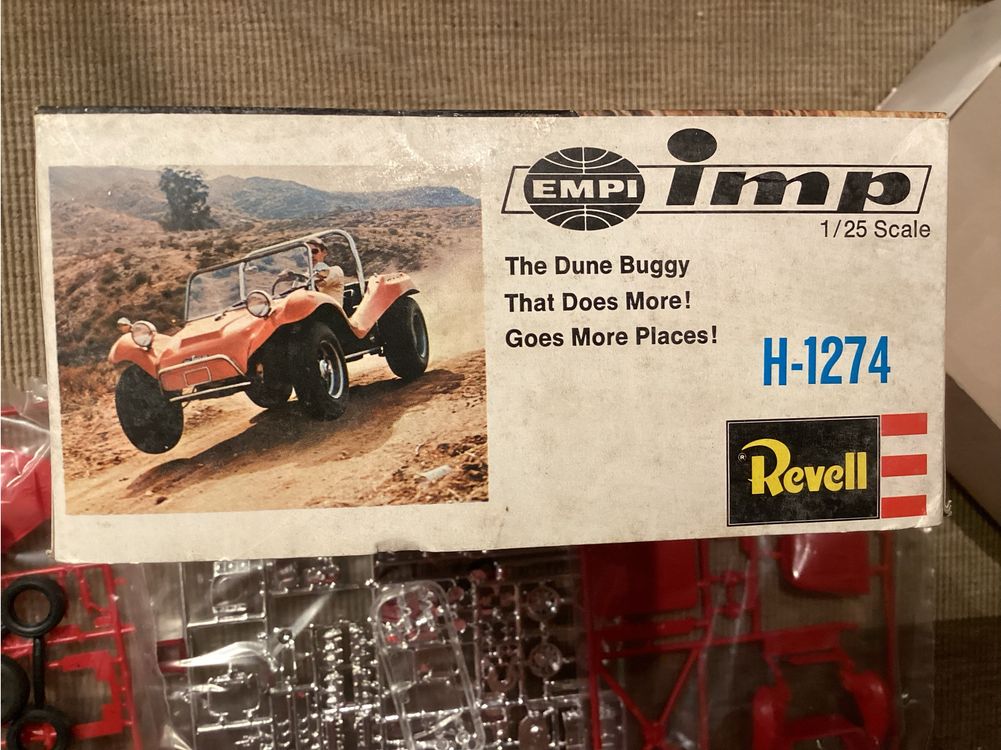 EMPI imp
1/25 Scale
The Dune Buggy
That Does More!
Goes More Places!
H-1274
® Revell